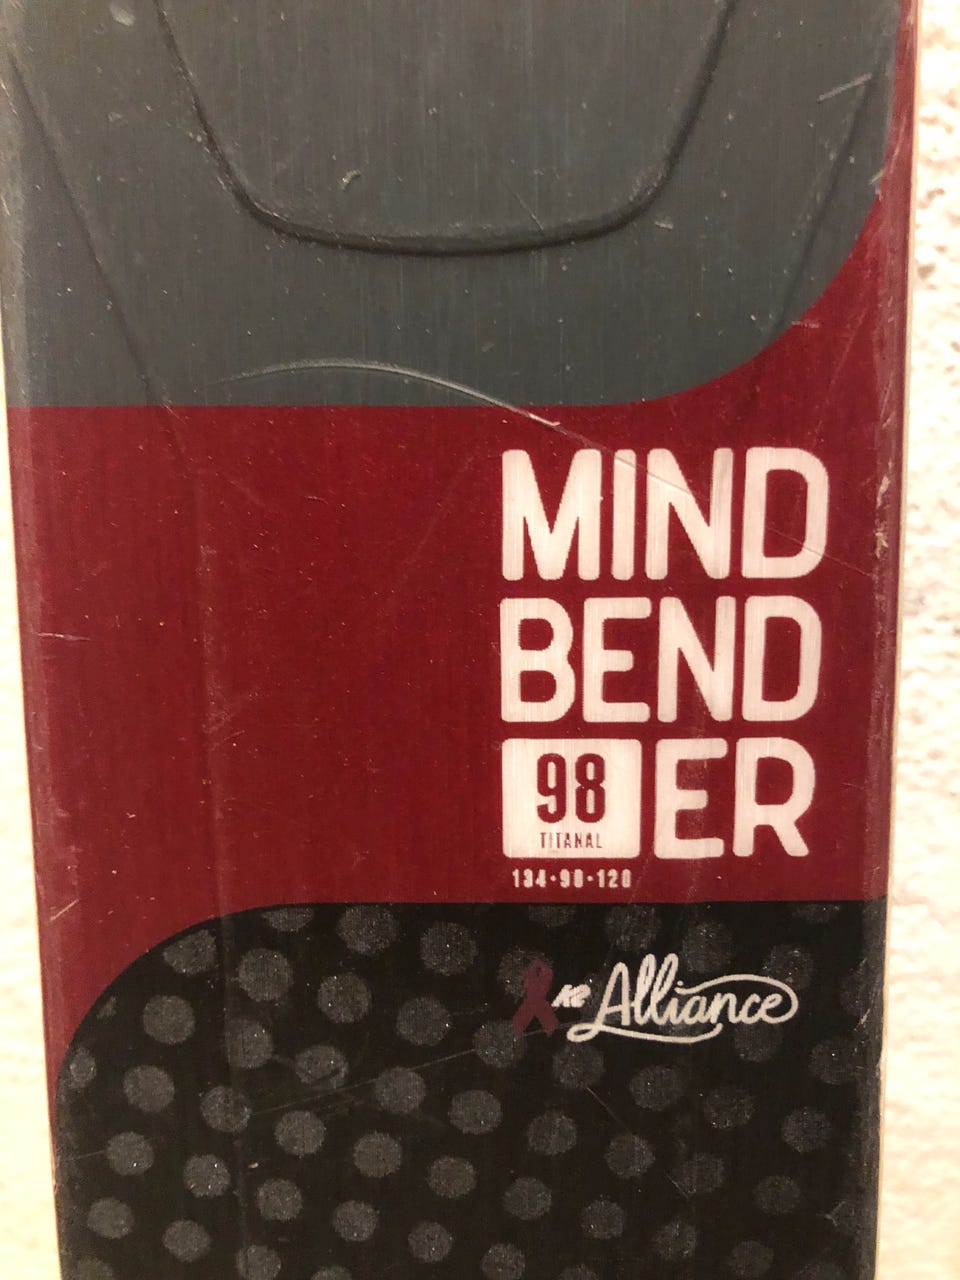 MIND
BEND
98 ER
TITANAL
134•98•120
K2 Alliance